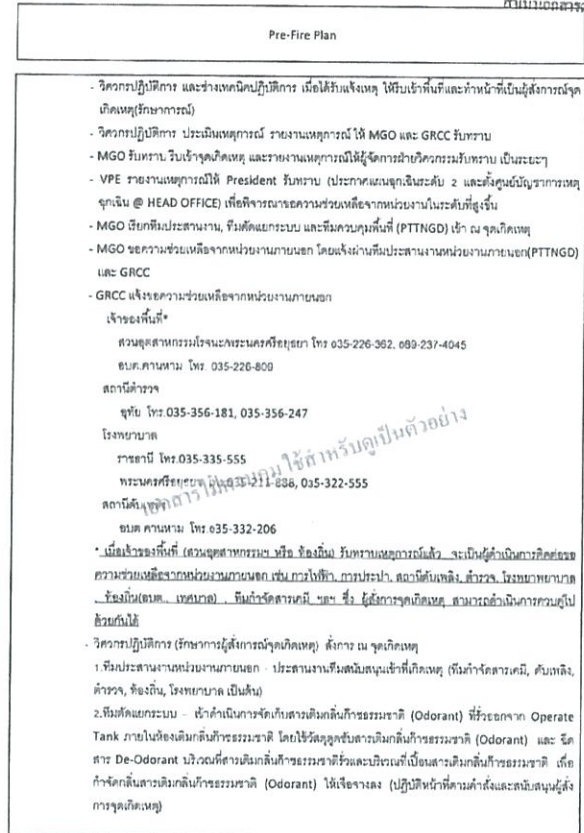 สำเนาเอกสาร
Pre-Fire Plan
- วิศวกรปฏิบัติการ และช่างเทคนิคปฏิบัติการ เมื่อได้รับแจ้งเหตุ ให้รีบเข้าพื้นที่และทำหน้าที่เป็นผู้สั่งการณ์จุด
เกิดเหตุ(รักษาการณ์)
- วิศวกรปฏิบัติการ ประเมินเหตุการณ์ รายงานเหตุการณ์ ให้ MGO และ GRCC รับทราบ
- MGO รับทราบ รีบเข้าจุดเกิดเหตุ และรายงานเหตุการณ์ให้ผู้จัดการฝ่ายวิศวกรรมรับทราบ เป็นระยะๆ
- VPE รายงานเหตุการณ์ให้ President รับทราบ (ประกาศแผนฉุกเฉินระดับ 2 และตั้งศูนย์บัญชาการเหตุ
ฉุกเฉิน @ HEAD OFFICE) เพื่อพิจารณาขอความช่วยเหลือจากหน่วยงานในระดับที่สูงขึ้น
- MGO เรียกทีมประสานงาน, ทีมตัดแยกระบบ และทีมควบคุมพื้นที่ (PTTNGD) เข้า ณ จุดเกิดเหตุ
- MGO ขอความช่วยเหลือจากหน่วยงานภายนอก โดยแจ้งผ่านทีมประสานงานหน่วยงานภายนอก(PTTNGD)
และ GRCC
- GRCC แจ้งขอความช่วยเหลือจากหน่วยงานภายนอก
เจ้าของพื้นที่*
สวนอุตสาหกรรมโรจนะ/พระนครศรีอยุธยา โทร 035-226-362, 089-237-4045
อบต.คานหาม โทร. 035-226-809
สถานีตำรวจ
อุทัย โทร.035-356-181, 035-356-247
โรงพยาบาล
ราชธานี โทร.035-335-555
พระนครศรีอยุธยา 035-211-888, 035-322-555
เอกสารไม่ควบคุม ใช้สำหรับดูเป็นตัวอย่าง
สถานีดับเพลิง
อบต คานหาม โทร.035-332-206
* เมื่อเจ้าของพื้นที่ (สวนอุตสาหกรรมฯ หรือ ท้องถิ่น) รับทราบเหตุการณ์แล้ว จะเป็นผู้ดำเนินการติดต่อขอ
ความช่วยเหลือจากหน่วยงานภายนอก เช่น การไฟฟ้า, การประปา, สถานีดับเพลิง, ตำรวจ, โรงพยาบาล
, ท้องถิ่น(อบต., เทศบาล) , ทีมกำจัดสารเคมี ฯลฯ ซึ่ง ผู้สั่งการจุดเกิดเหตุ สามารถดำเนินการควบคู่ไป
ด้วยกันได้
- วิศวกรปฏิบัติการ (รักษาการผู้สั่งการณ์จุดเกิดเหตุ) สั่งการ ณ จุดเกิดเหตุ
1.ทีมประสานงานหน่วยงานภายนอก - ประสานงานทีมสนับสนุนเข้าที่เกิดเหตุ (ทีมกำจัดสารเคมี, ดับเพลิง,
ตำรวจ, ท้องถิ่น, โรงพยาบาล เป็นต้น)
2.ทีมตัดแยกระบบ - เข้าดำเนินการจัดเก็บสารเติมกลิ่นก๊าซธรรมชาติ (Odorant) ที่รั่วออกจาก Operate
Tank ภายในห้องเติมกลิ่นก๊าซธรรมชาติ โดยใช้วัสดุดูดซับสารเติมกลิ่นก๊าซธรรมชาติ (Odorant) และ ฉีด
สาร De-Odorant บริเวณที่สารเติมกลิ่นก๊าซธรรมชาติรั่วและบริเวณที่เปื้อนสารเติมกลิ่นก๊าซธรรมชาติ เพื่อ
กำจัดกลิ่นสารเติมกลิ่นก๊าซธรรมชาติ (Odorant) ให้เจือจางลง (ปฏิบัติหน้าที่ตามคำสั่งและสนับสนุนผู้สั่ง
การจุดเกิดเหตุ)